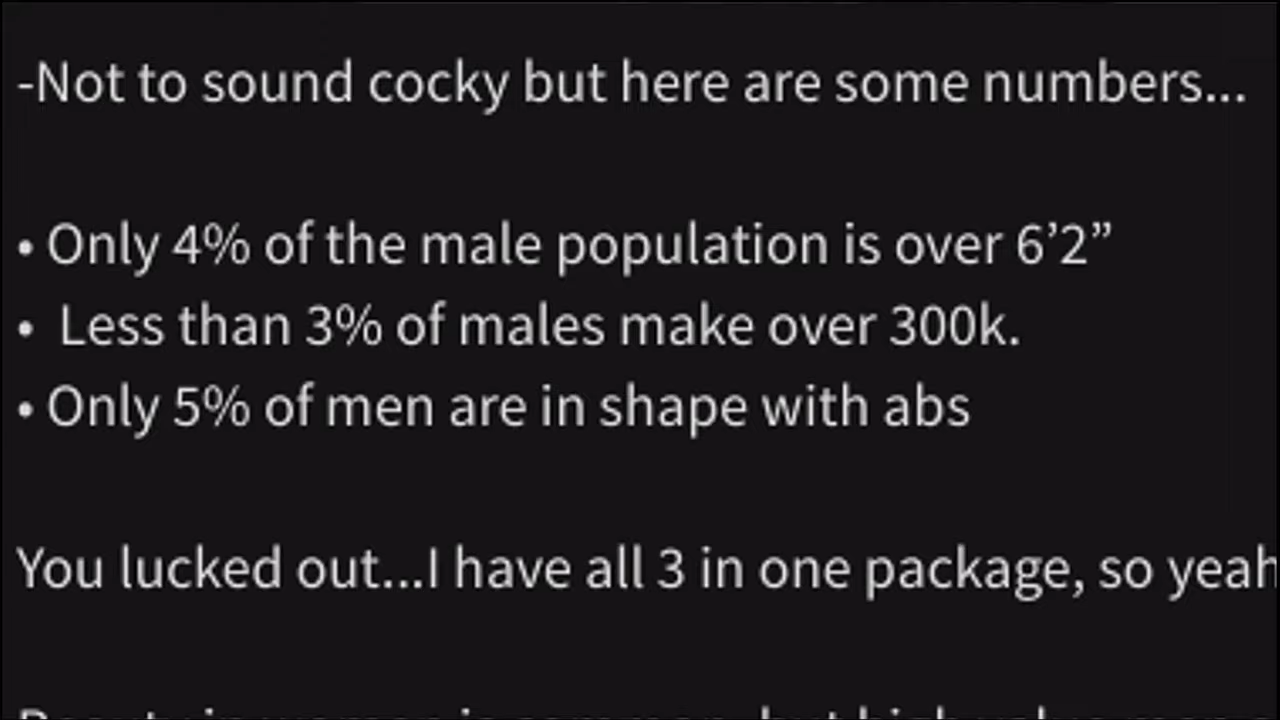 -Not to sound cocky but here are some numbers...
• Only 4% of the male population is over 6’2”
• Less than 3% of males make over 300k.
• Only 5% of men are in shape with abs
You lucked out...I have all 3 in one package, so yeah